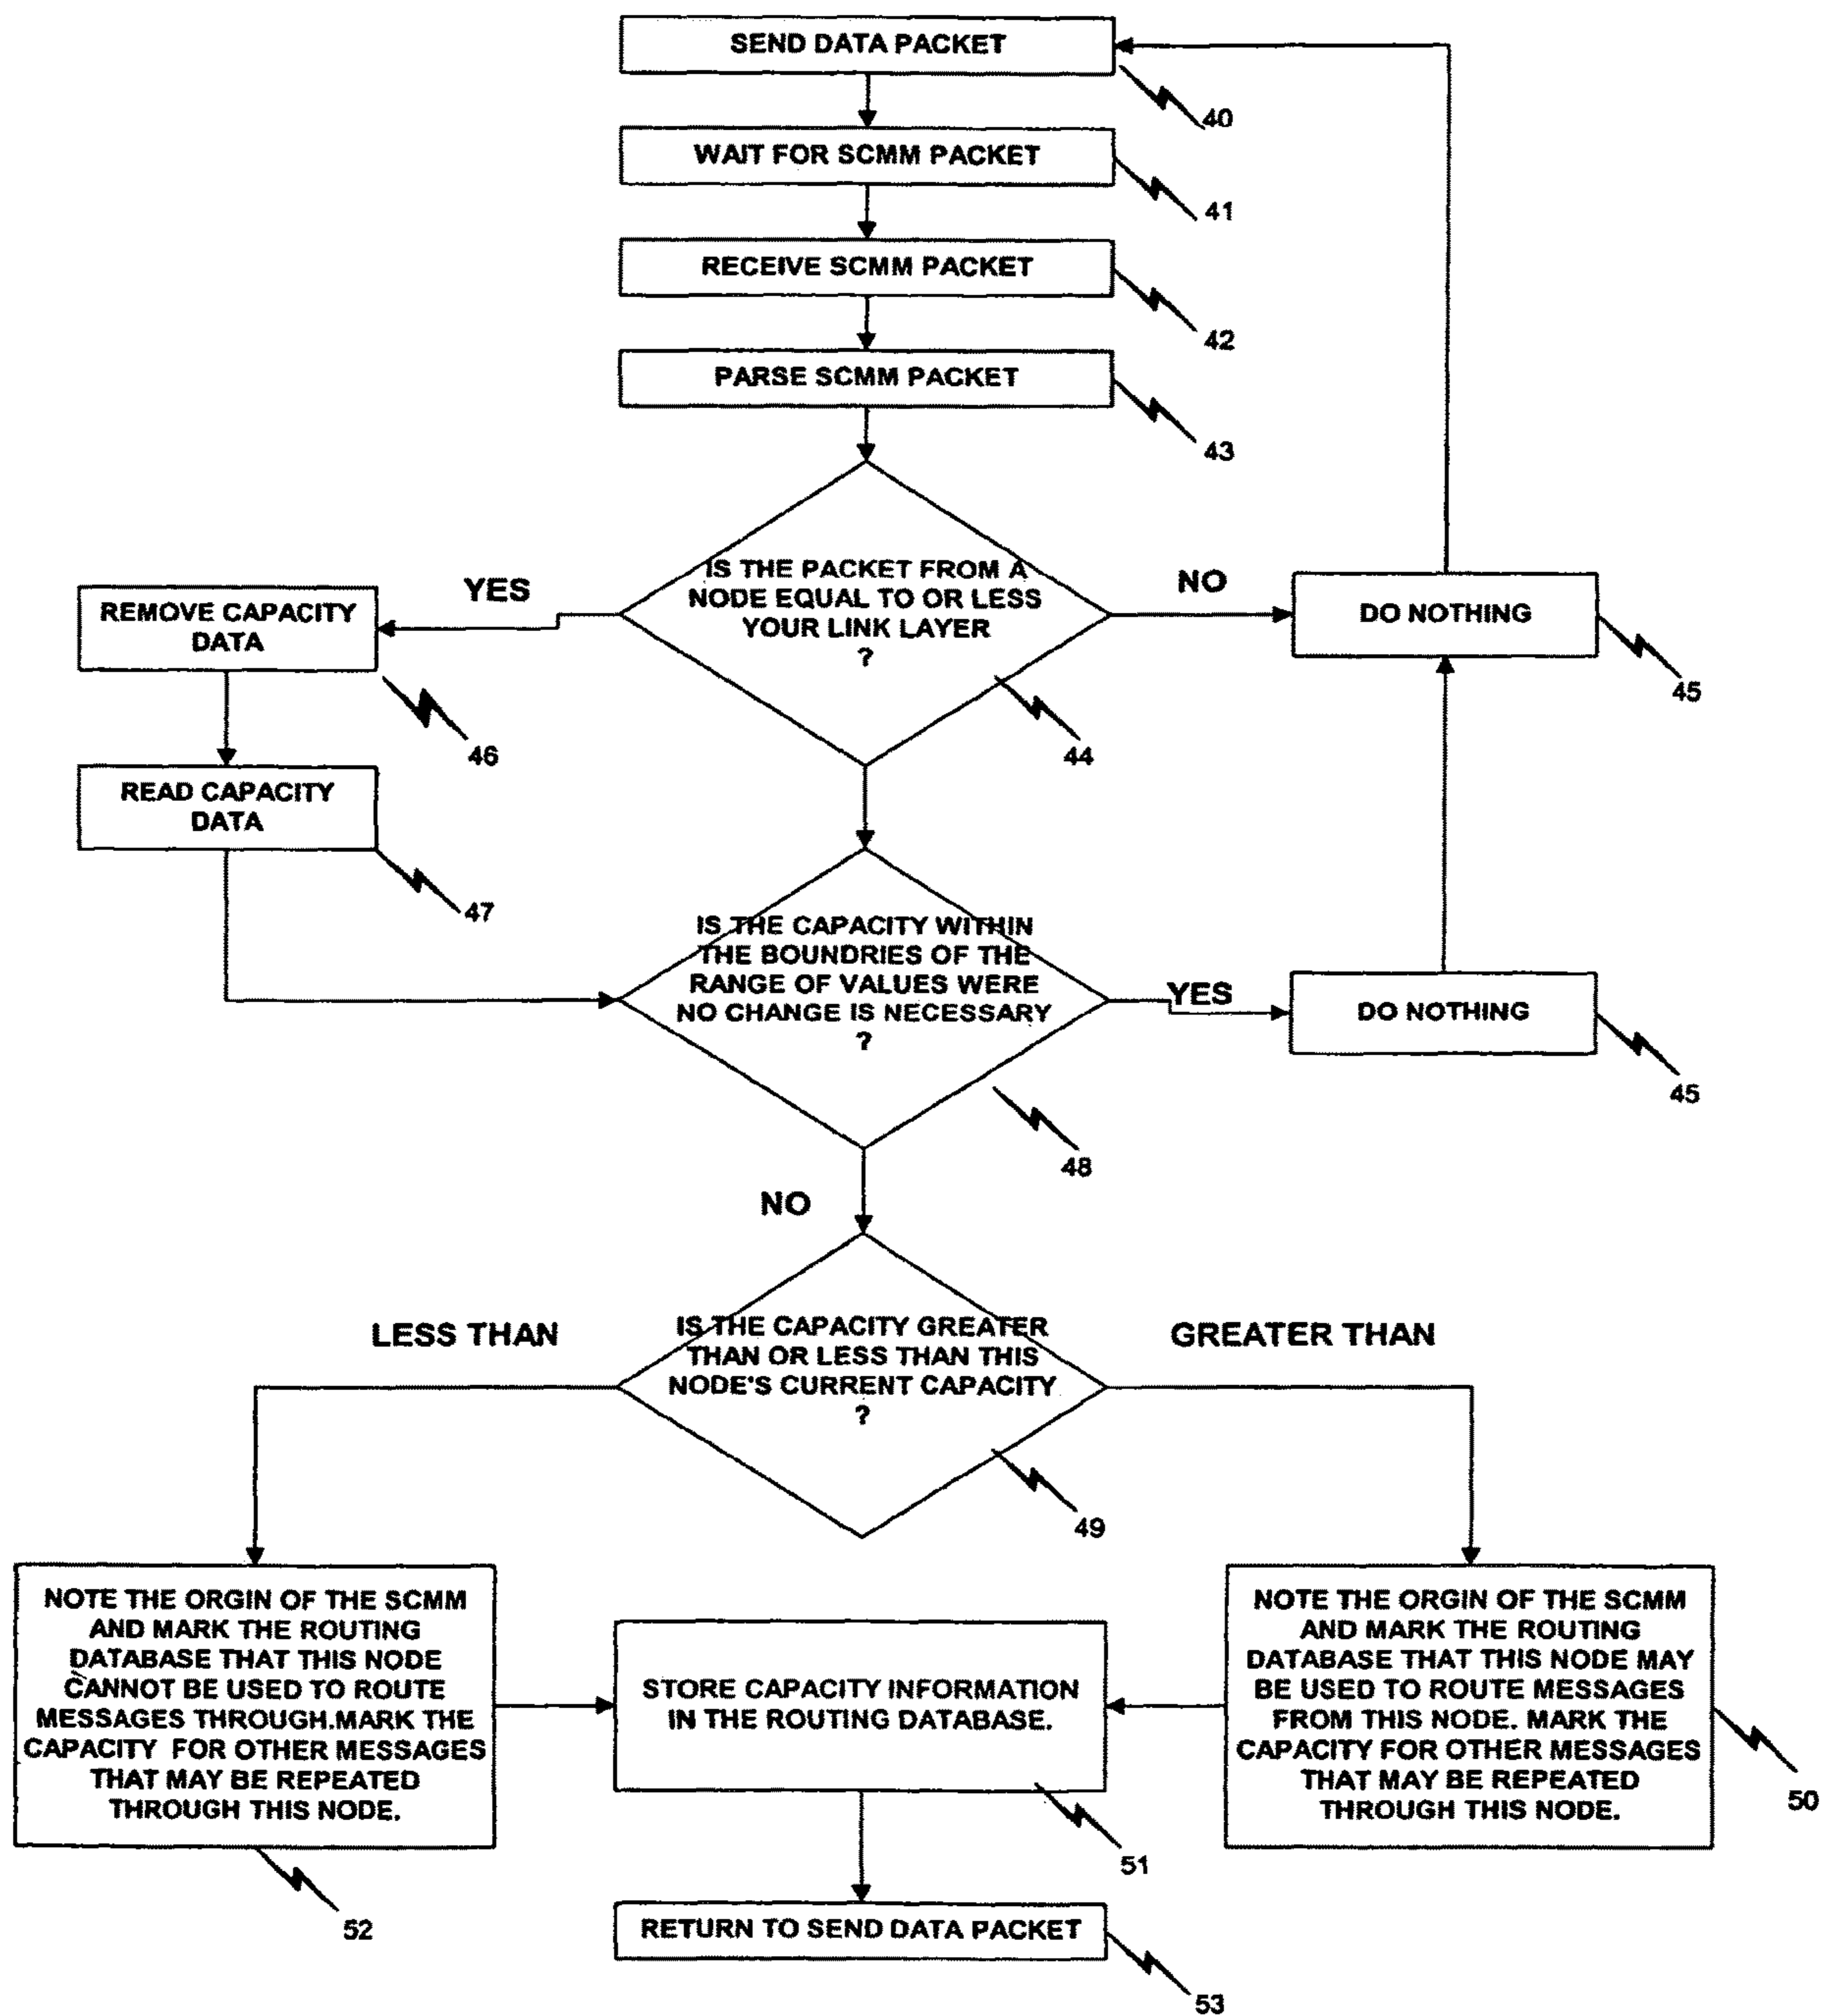 SEND DATA PACKET
40
WAIT FOR SCMM PACKET
41
RECEIVE SCMM PACKET
42
PARSE SCMM PACKET
43
IS THE PACKET FROM A
NODE EQUAL TO OR LESS
YOUR LINK LAYER
?
44
YES
NO
DO NOTHING
45
REMOVE CAPACITY
DATA
46
READ CAPACITY
DATA
47
IS THE CAPACITY WITHIN
THE BOUNDRIES OF THE
RANGE OF VALUES WERE
NO CHANGE IS NECESSARY
?
48
YES
DO NOTHING
45
NO
IS THE CAPACITY GREATER
THAN OR LESS THAN THIS
NODE'S CURRENT CAPACITY
?
49
LESS THAN
GREATER THAN
NOTE THE ORGIN OF THE SCMM
AND MARK THE ROUTING
DATABASE THAT THIS NODE
CANNOT BE USED TO ROUTE
MESSAGES THROUGH.MARK THE
CAPACITY FOR OTHER MESSAGES
THAT MAY BE REPEATED
THROUGH THIS NODE.
52
STORE CAPACITY INFORMATION
IN THE ROUTING DATABASE.
51
NOTE THE ORGIN OF THE SCMM
AND MARK THE ROUTING
DATABASE THAT THIS NODE MAY
BE USED TO ROUTE MESSAGES
FROM THIS NODE. MARK THE
CAPACITY FOR OTHER MESSAGES
THAT MAY BE REPEATED
THROUGH THIS NODE.
50
RETURN TO SEND DATA PACKET
53